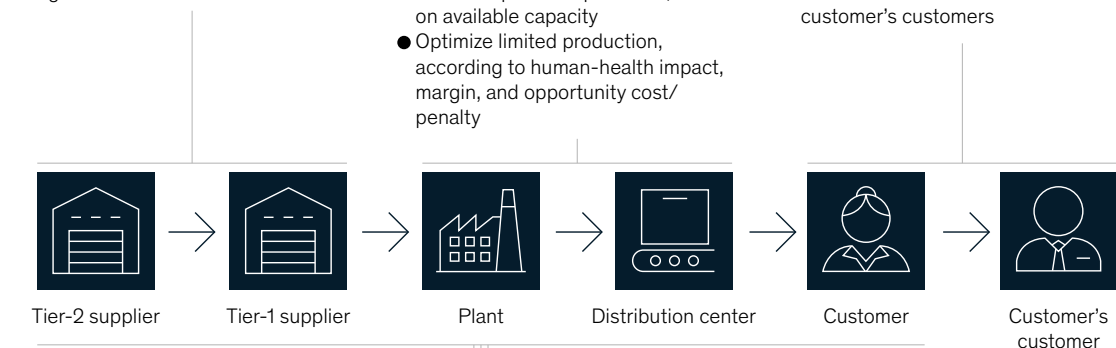 on available capacity
● Optimize limited production,
according to human-health impact,
margin, and opportunity cost/
penalty
customer’s customers
Tier-2 supplier
Tier-1 supplier
Plant
Distribution center
Customer
Customer’s
customer